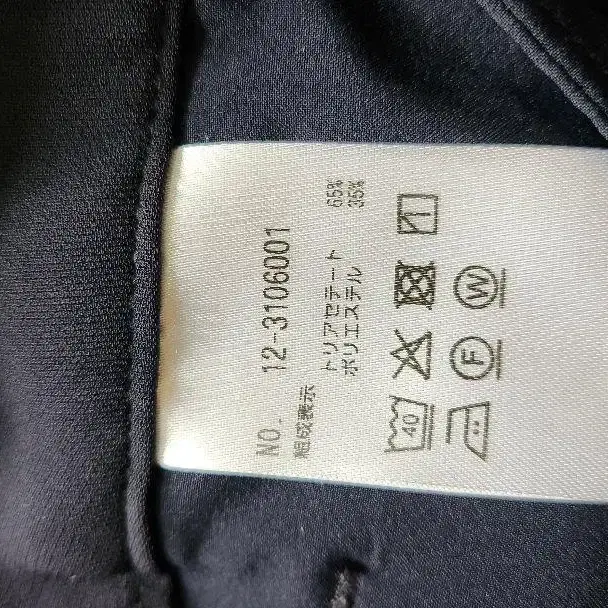 NO. 12-3106001
組成表示
トリアセテート 65%
ポリエステル 35%
40
F W